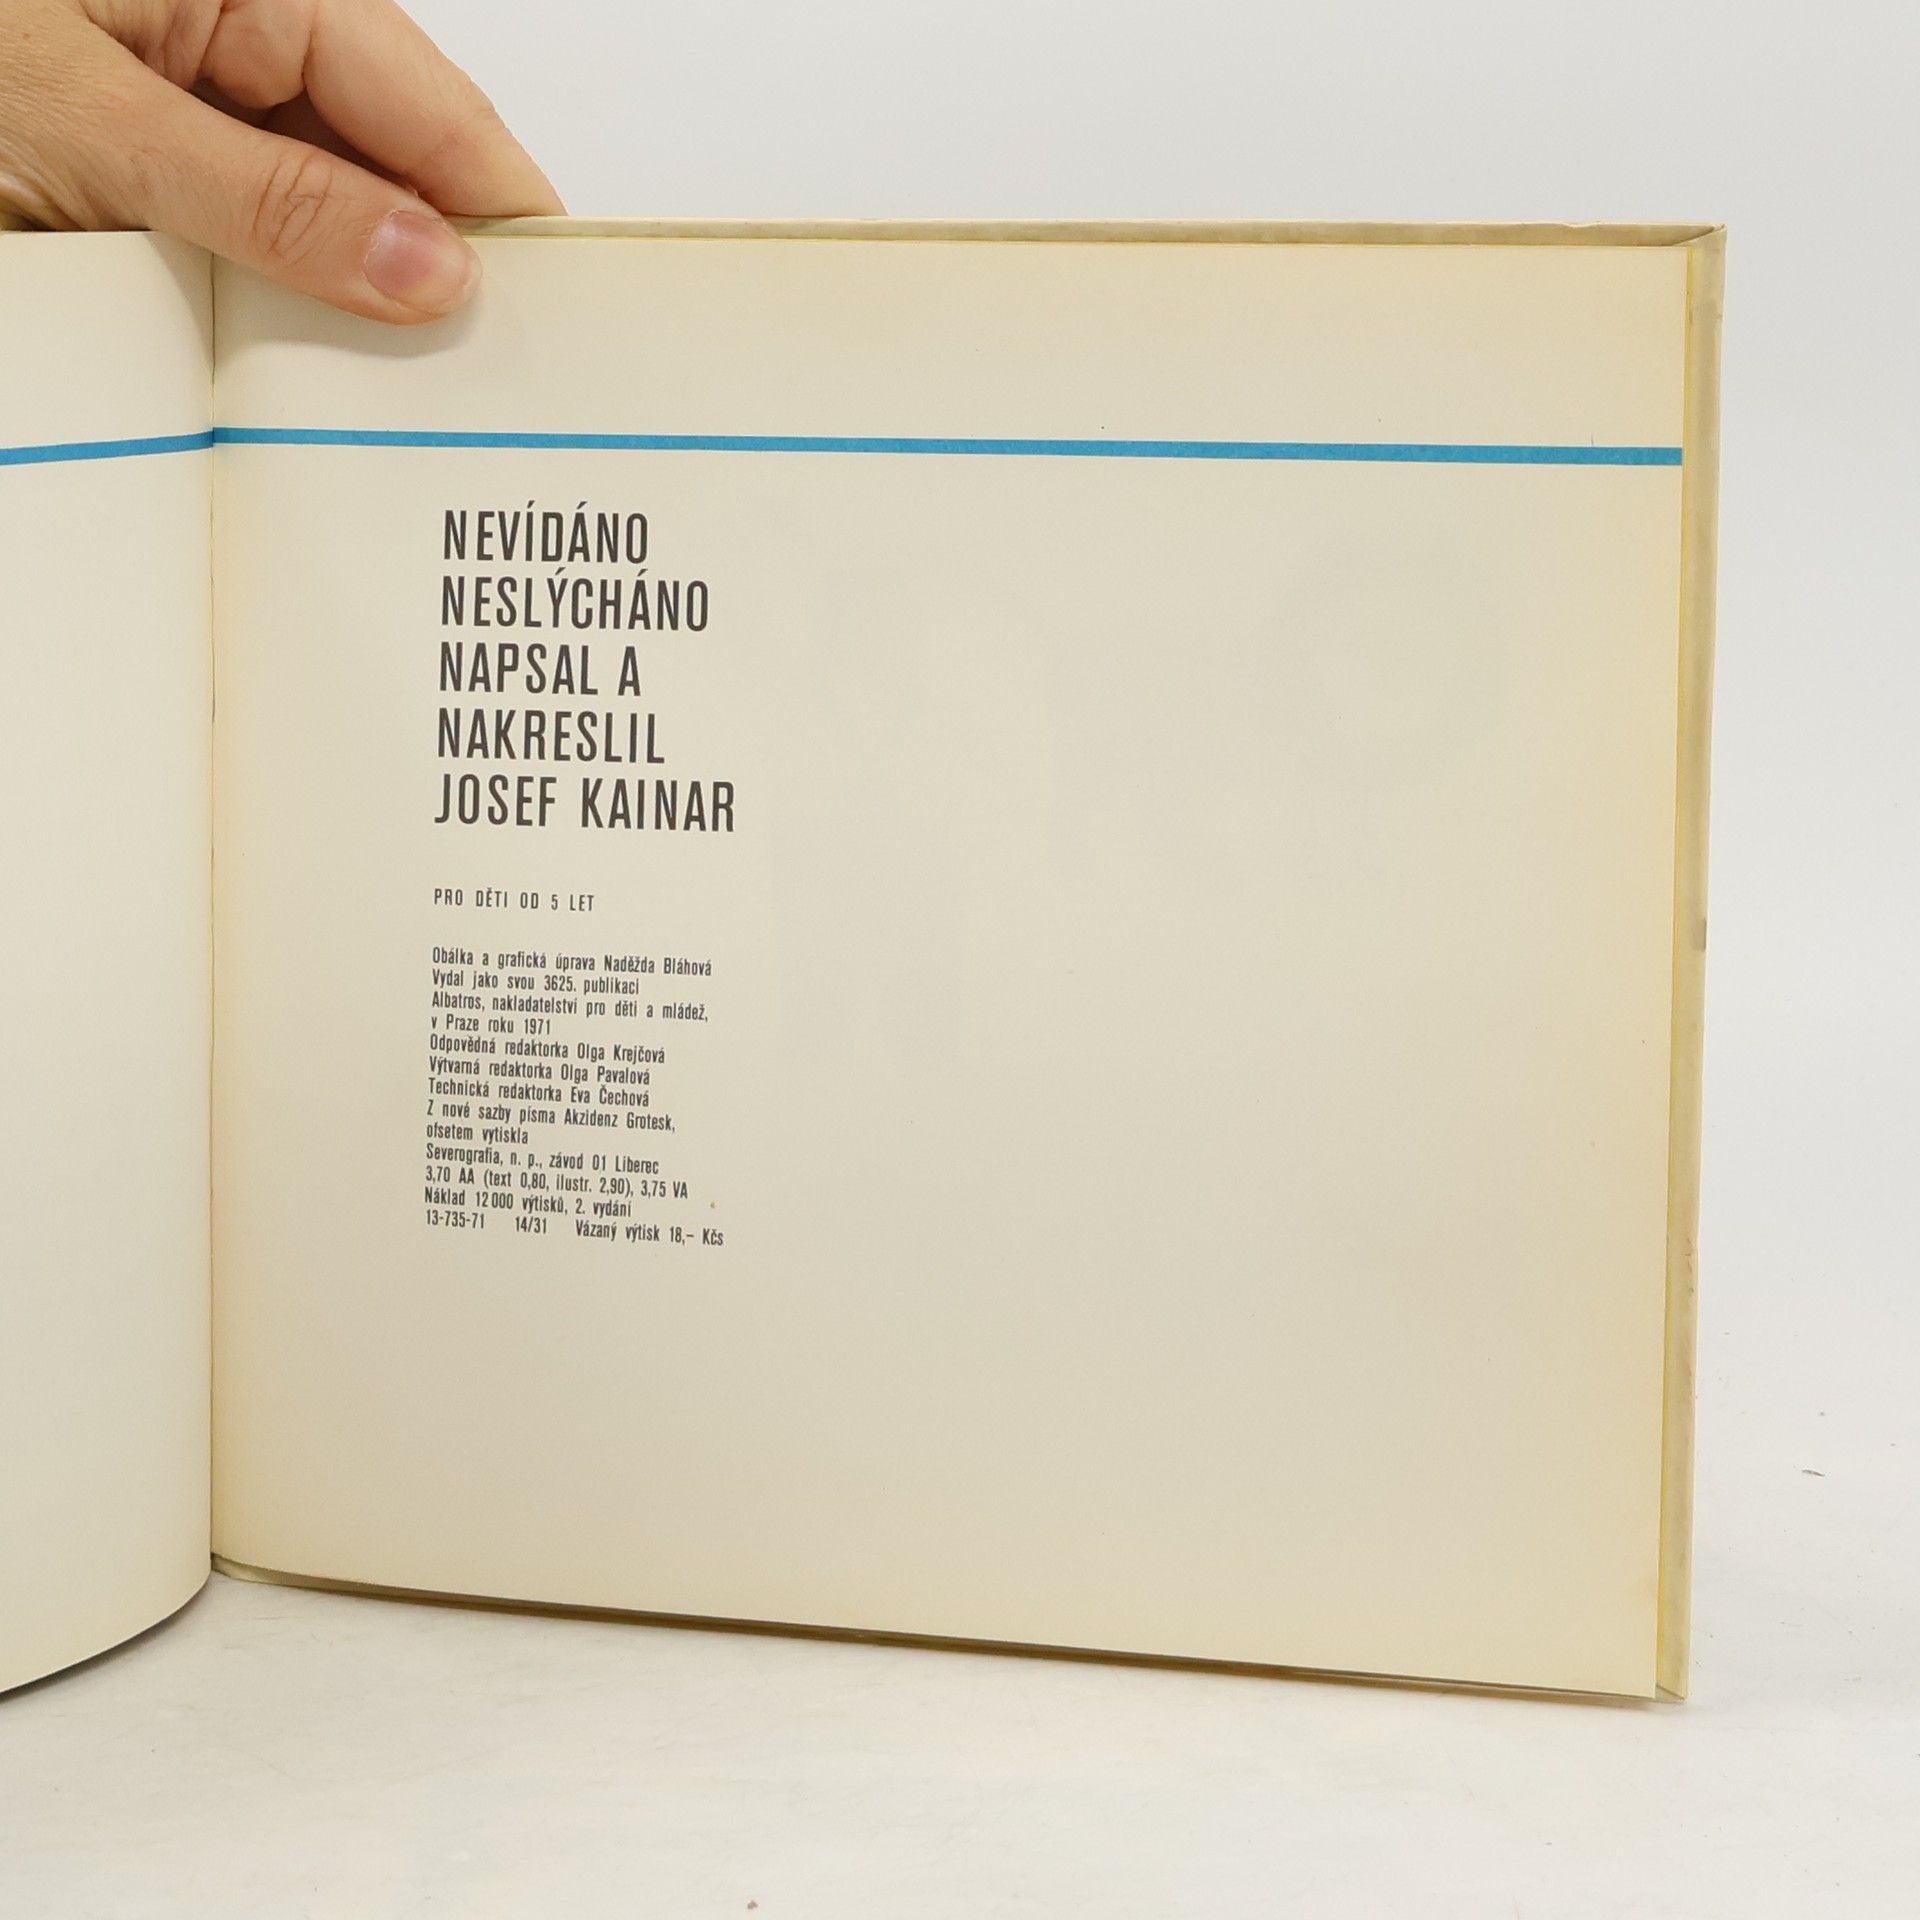 NEVÍDÁNO
NESLÝCHÁNO
NAPSAL A
NAKRESLIL
JOSEF KAINAR
PRO DĚTI OD 5 LET
Obálka a grafická úprava Naděžda Bláhová
Vydal jako svou 3625. publikaci
Albatros, nakladatelství pro děti a mládež,
v Praze roku 1971
Odpovědná redaktorka Olga Krejčová
Výtvarná redaktorka Olga Pavalová
Technická redaktorka Eva Čechová
Z nové sazby písma Akzidenz Grotesk,
ofsetem vytiskla
Severografia, n. p., závod 01 Liberec
3,70 AA (text 0,80, ilustr. 2,90), 3,75 VA
Náklad 12 000 výtisků, 2. vydání
13-735-71 14/31 Vázaný výtisk 18,– Kčs